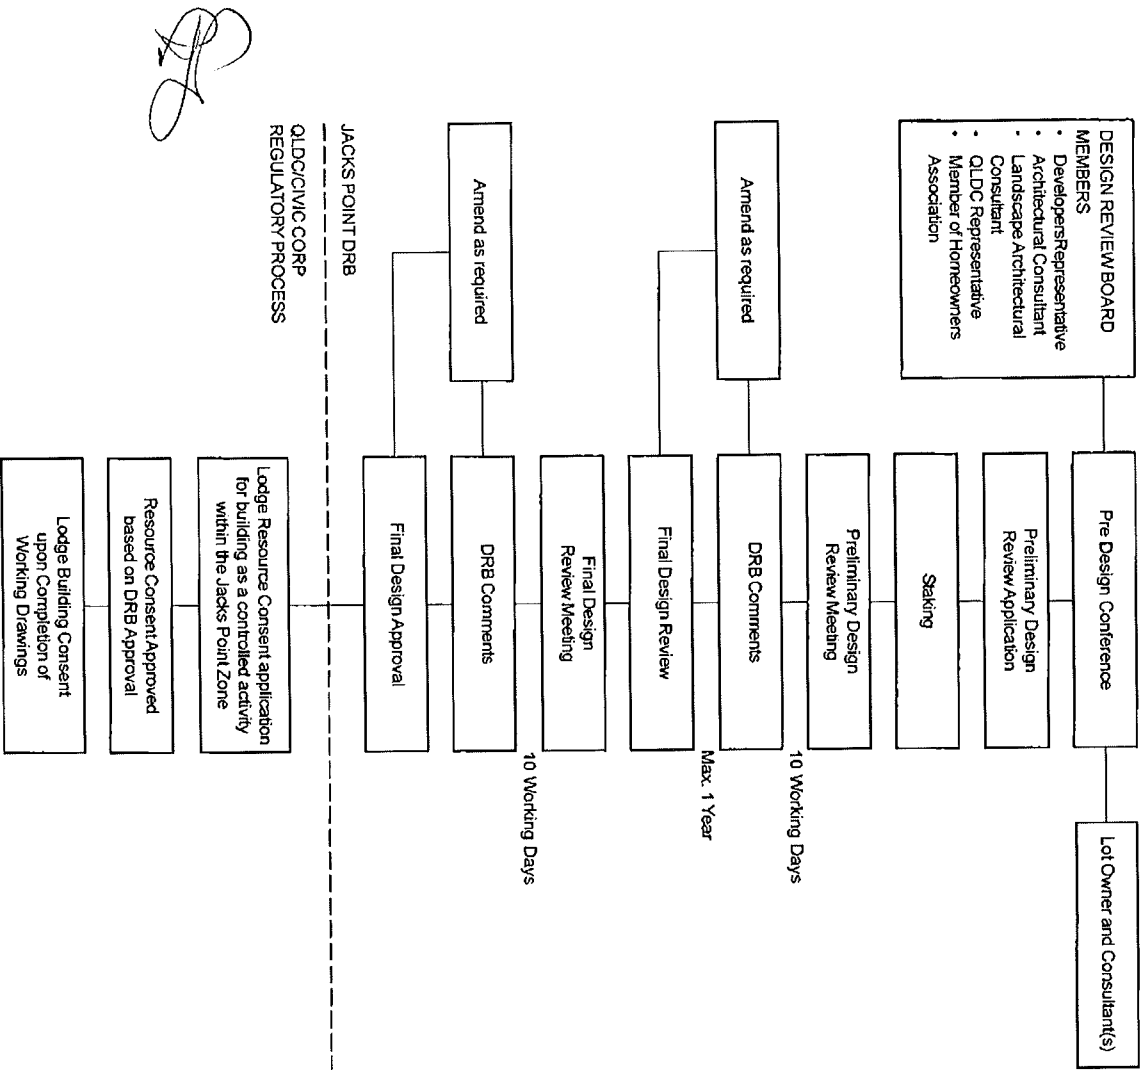 DESIGN REVIEW BOARD
MEMBERS
• DevelopersRepresentative
• Architectural Consultant
• Landscape Architectural
Consultant
• QLDC Representative
• Member of Homeowners
Association
Pre Design Conference
Lot Owner and Consultant(s)
Preliminary Design
Review Application
Staking
Preliminary Design
Review Meeting
10 Working Days
Amend as required
DRB Comments
Max. 1 Year
Final Design Review
Final Design
Review Meeting
10 Working Days
Amend as required
DRB Comments
Final Design Approval
JACKS POINT DRB
QLDC/CIVIC CORP
REGULATORY PROCESS
Lodge Resource Consent application
for building as a controlled activity
within the Jacks Point Zone
Resource Consent Approved
based on DRB Approval
Lodge Building Consent
upon Completion of
Working Drawings